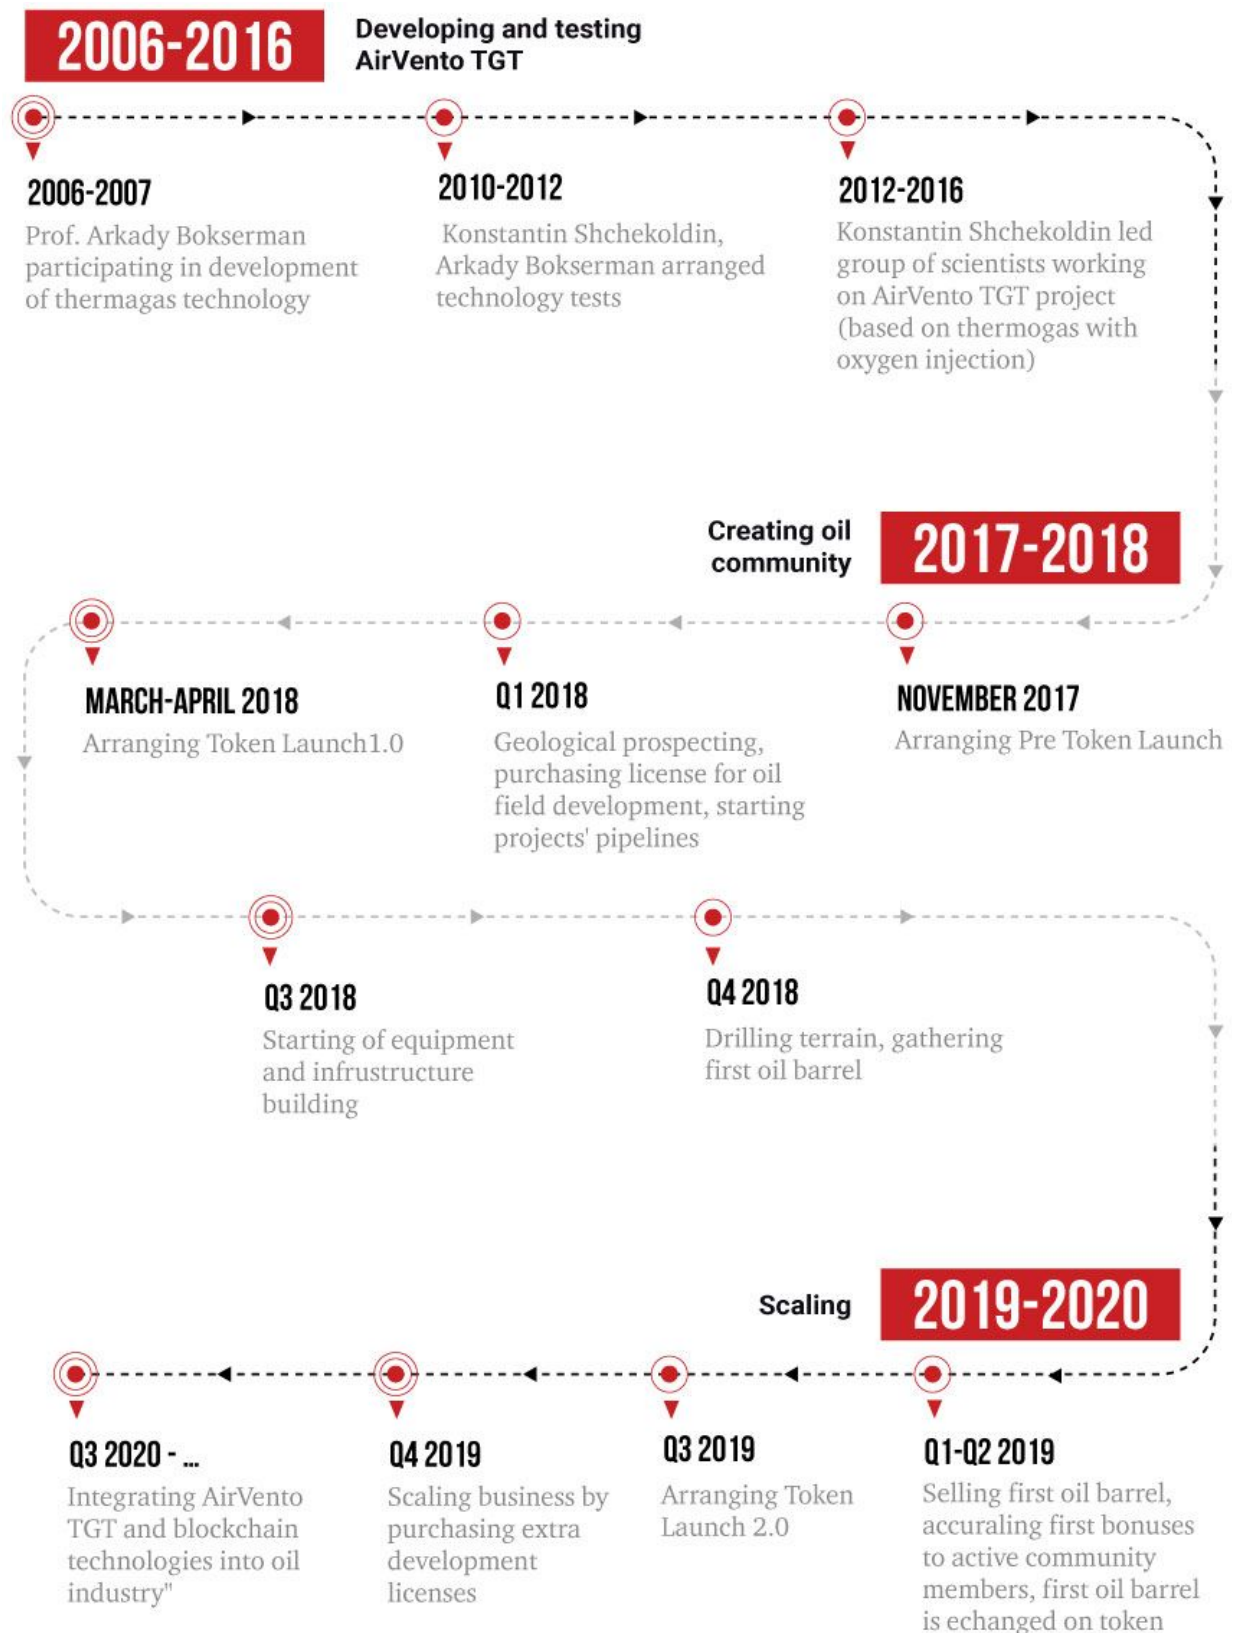 2006-2016
Developing and testing
AirVento TGT
2006-2007
Prof. Arkady Bokserman
participating in development
of thermagas technology
2010-2012
Konstantin Shchekoldin,
Arkady Bokserman arranged
technology tests
2012-2016
Konstantin Shchekoldin led
group of scientists working
on AirVento TGT project
(based on thermogas with
oxygen injection)
Creating oil
community
2017-2018
NOVEMBER 2017
Arranging Pre Token Launch
Q1 2018
Geological prospecting,
purchasing license for oil
field development, starting
projects' pipelines
MARCH-APRIL 2018
Arranging Token Launch1.0
Q3 2018
Starting of equipment
and infrustructure
building
Q4 2018
Drilling terrain, gathering
first oil barrel
Scaling
2019-2020
Q1-Q2 2019
Selling first oil barrel,
accuraling first bonuses
to active community
members, first oil barrel
is echanged on token
Q3 2019
Arranging Token
Launch 2.0
Q4 2019
Scaling business by
purchasing extra
development
licenses
Q3 2020 - ...
Integrating AirVento
TGT and blockchain
technologies into oil
industry"